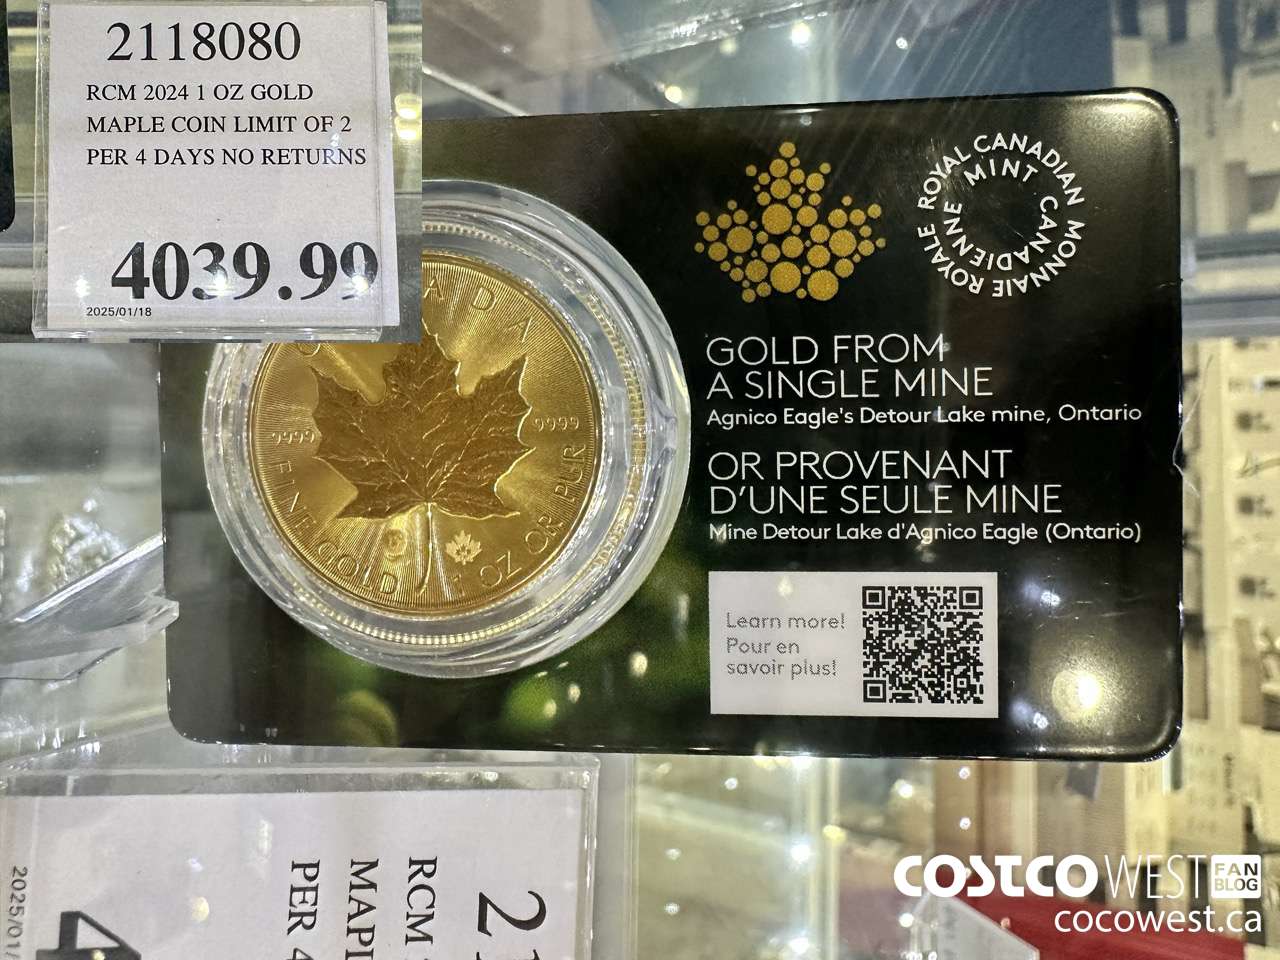 2118080
RCM 2024 1 OZ GOLD
MAPLE COIN LIMIT OF 2
PER 4 DAYS NO RETURNS
4039.99
2025/01/18
ROYAL CANADIAN MINT
MONNAIE ROYALE CANADIENNE
GOLD FROM
A SINGLE MINE
Agnico Eagle's Detour Lake mine, Ontario
OR PROVENANT
D'UNE SEULE MINE
Mine Detour Lake d'Agnico Eagle (Ontario)
Learn more!
Pour en
savoir plus!
9999
9999
FINE GOLD 1 OZ OR PUR
RCM
PER 4
2025/01/
COSTCO WEST FAN BLOG
cocowest.ca